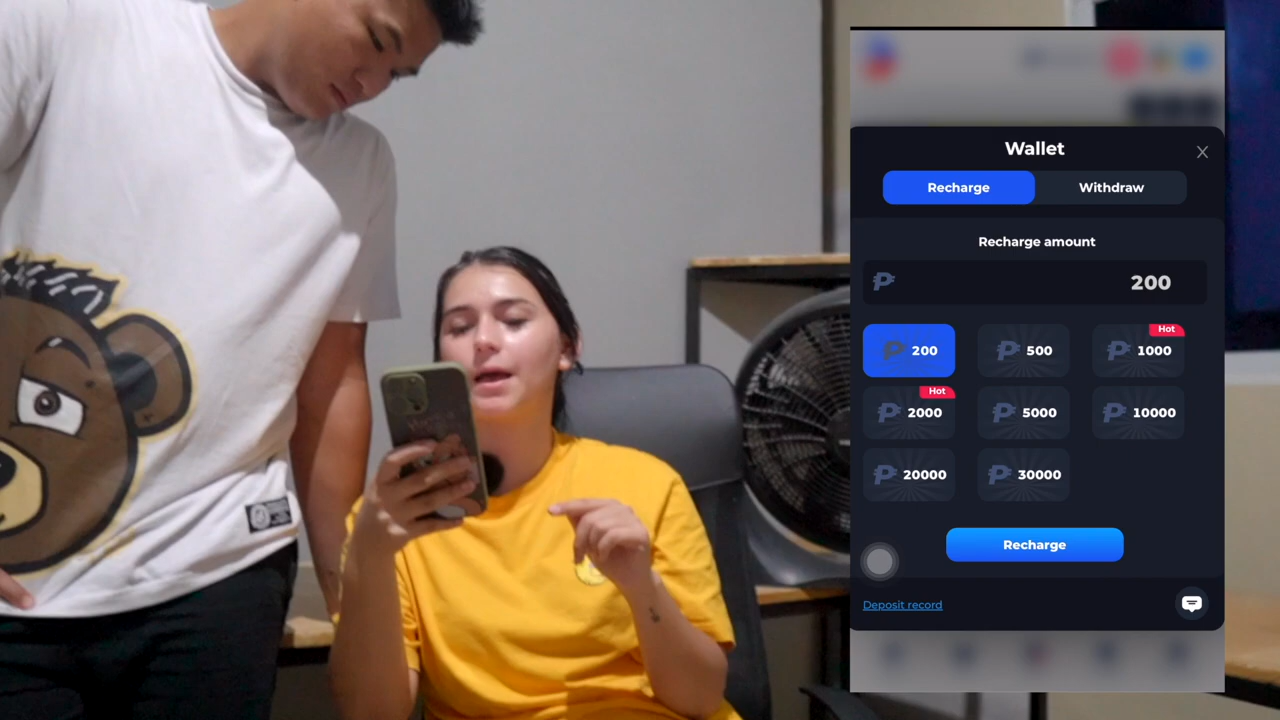 Wallet
Recharge
Withdraw
Recharge amount
200
200
500
Hot
1000
Hot
2000
5000
10000
20000
30000
Recharge
Deposit record